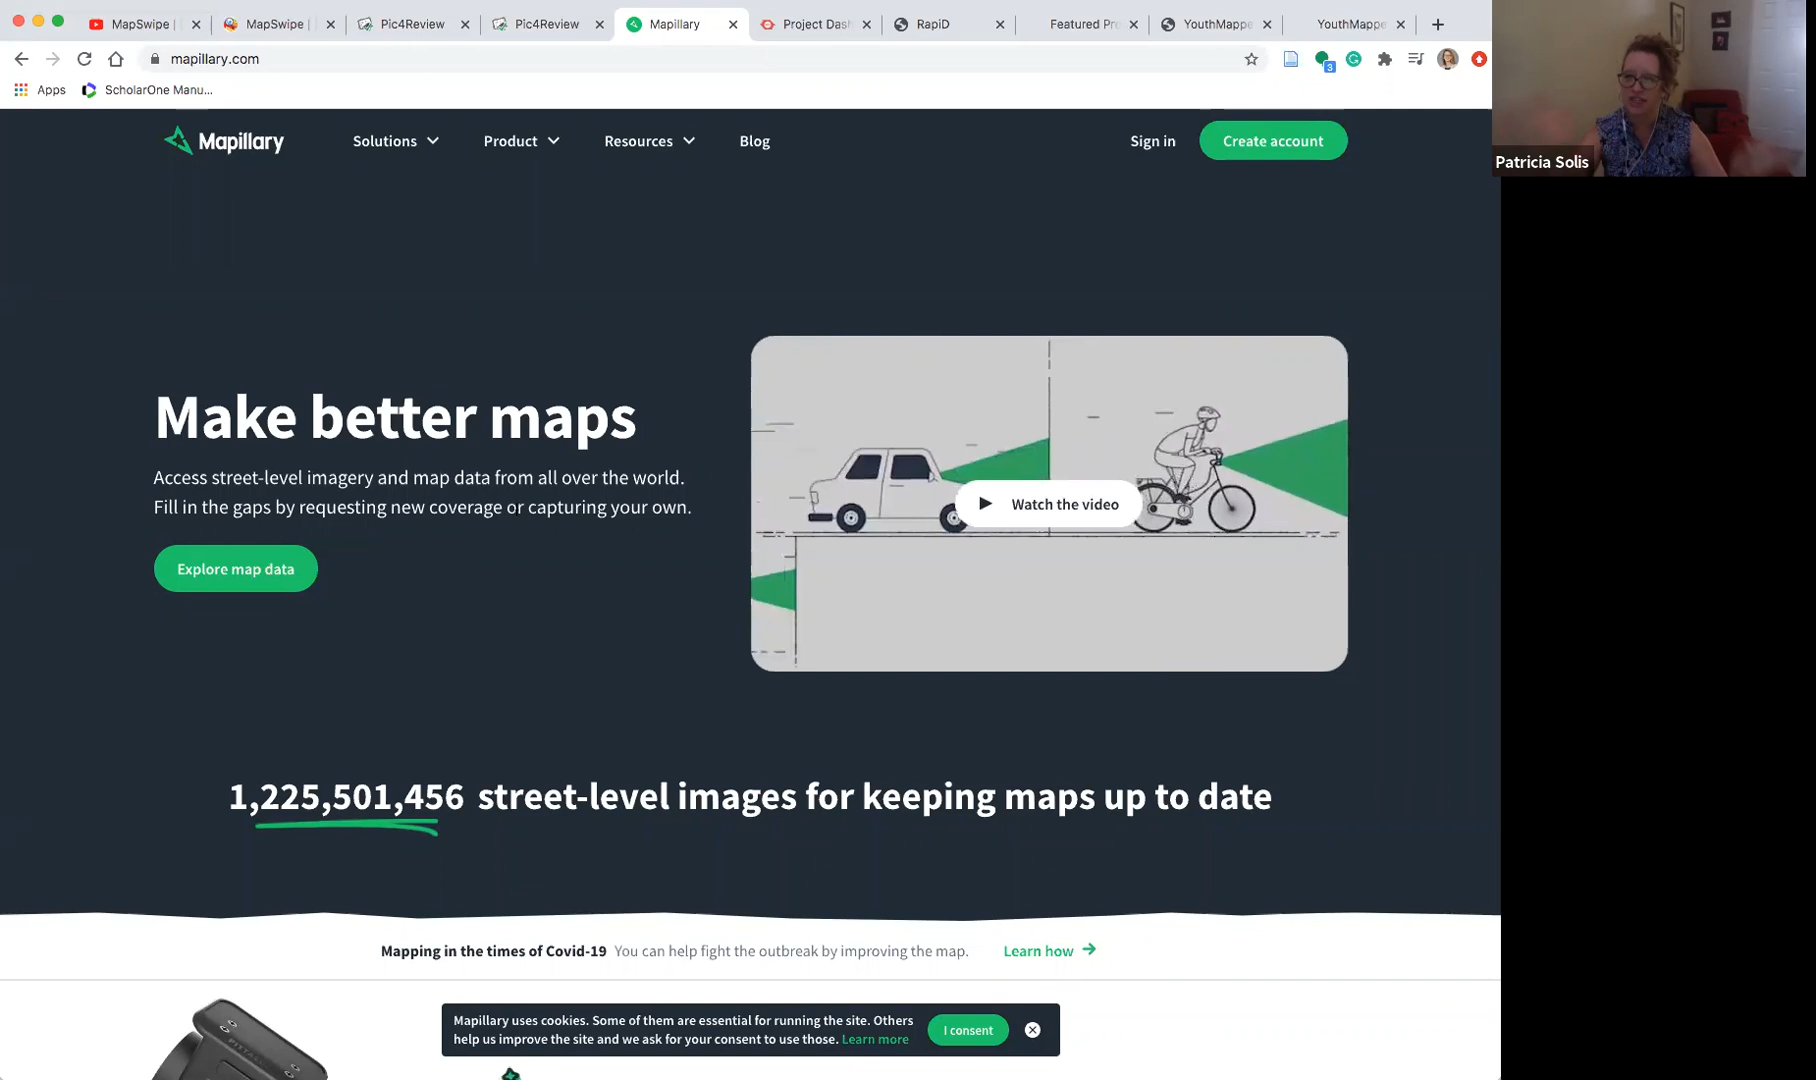 MapSwipe |
MapSwipe |
Pic4Review
Pic4Review
Mapillary
Project Dash
RapiD
Featured Pr
YouthMappe
YouthMappe
mapillary.com
3
Apps
ScholarOne Manu...
Patricia Solis
Mapillary
Solutions
Product
Resources
Blog
Sign in
Create account
Make better maps
Access street-level imagery and map data from all over the world.
Fill in the gaps by requesting new coverage or capturing your own.
Explore map data
Watch the video
1,225,501,456 street-level images for keeping maps up to date
Mapping in the times of Covid-19 You can help fight the outbreak by improving the map. Learn how
Mapillary uses cookies. Some of them are essential for running the site. Others
help us improve the site and we ask for your consent to use those. Learn more
I consent